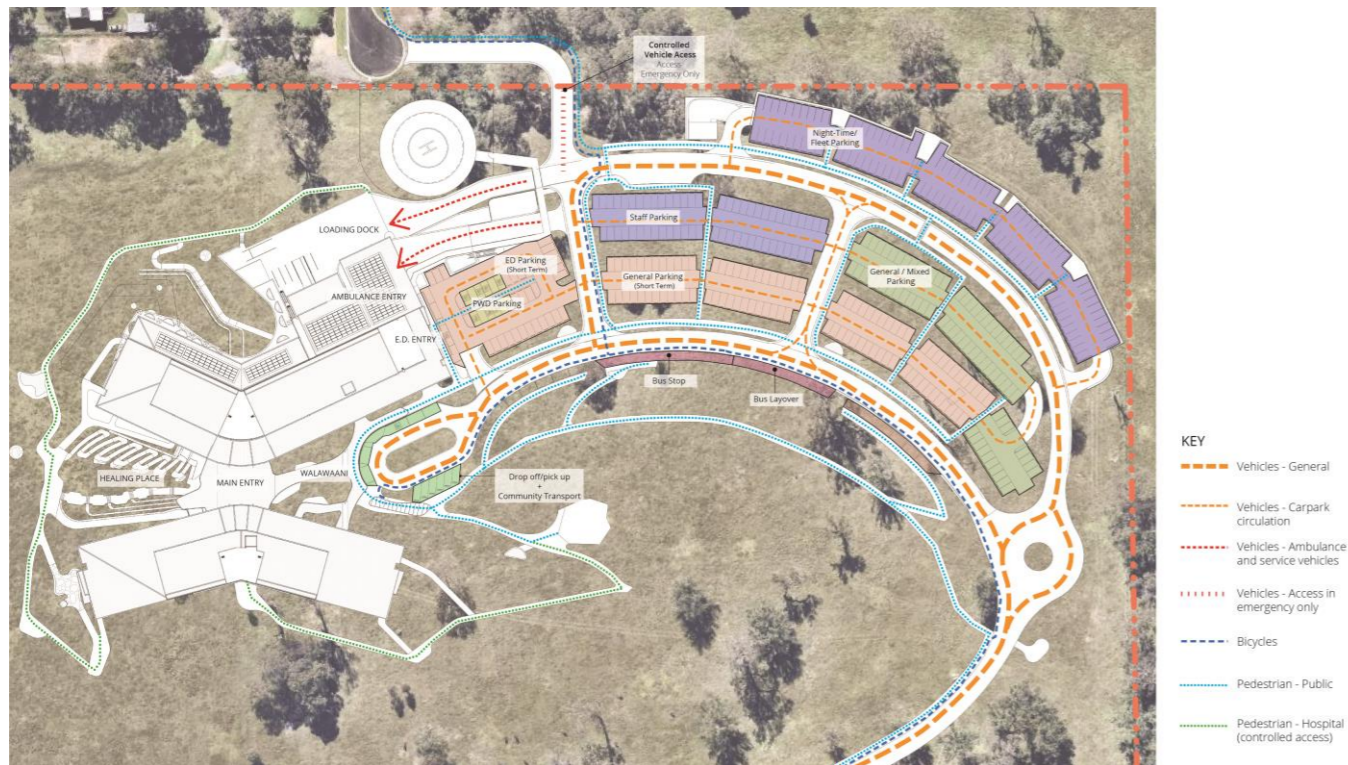 Controlled
Vehicle Acess
Access
Emergency Only
H
Night-Time/
Fleet Parking
Staff Parking
LOADING DOCK
ED Parking
(Short Term)
General Parking
(Short Term)
General / Mixed
Parking
AMBULANCE ENTRY
PWD Parking
E.D. ENTRY
Bus Stop
Bus Layover
HEALING PLACE
MAIN ENTRY
WALAWAANI
Drop off/pick up
+
Community Transport
KEY
Vehicles - General
Vehicles - Carpark
circulation
Vehicles - Ambulance
and service vehicles
Vehicles - Access in
emergency only
Bicycles
Pedestrian - Public
Pedestrian - Hospital
(controlled access)